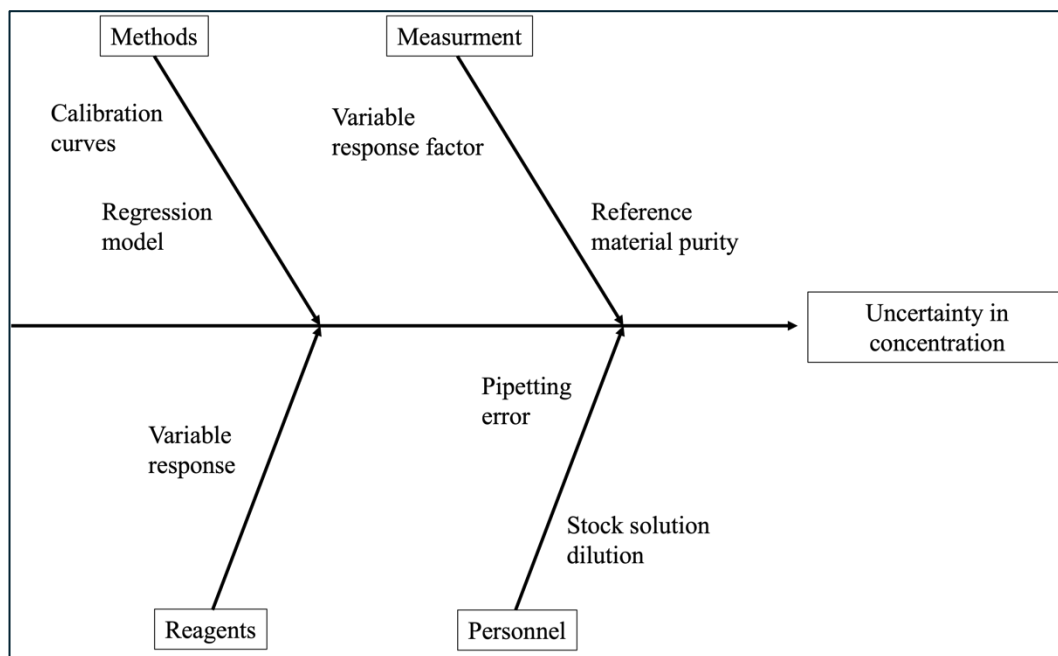 Methods
Measurment
Calibration
curves
Variable
response factor
Regression
model
Reference
material purity
Uncertainty in
concentration
Pipetting
error
Variable
response
Stock solution
dilution
Reagents
Personnel